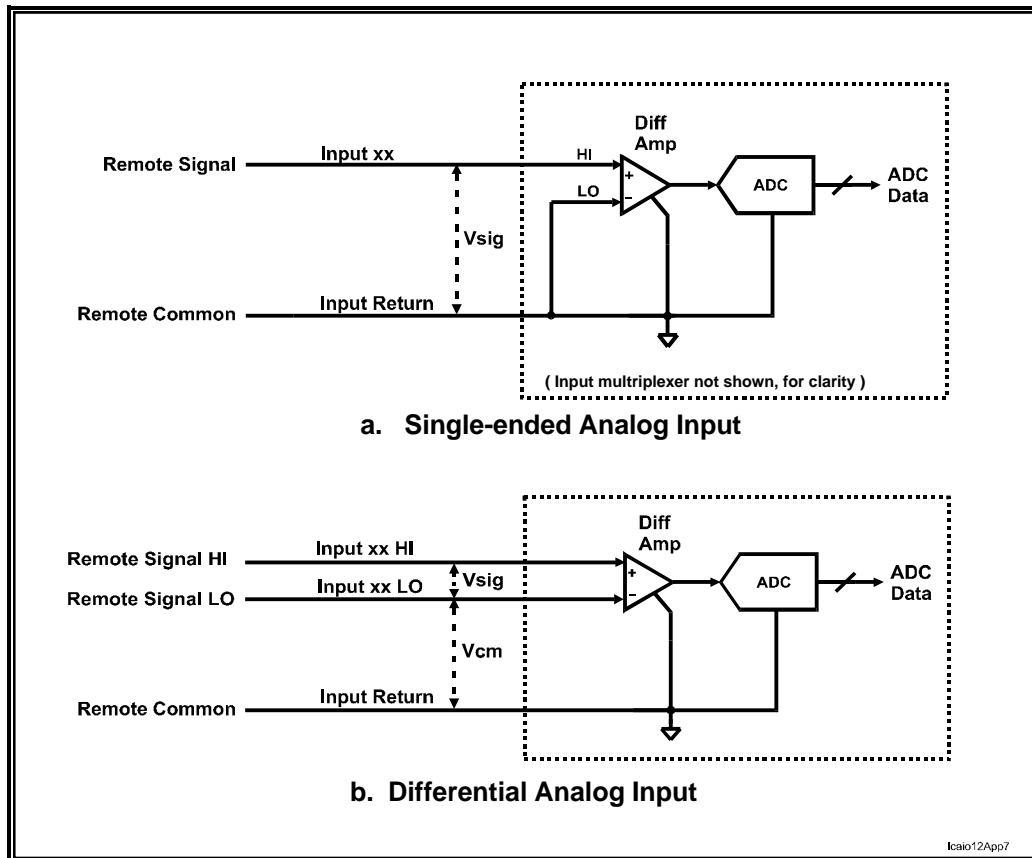 Diff
Amp
Remote Signal
Input xx
HI
+
ADC
ADC
Data
LO
−
Vsig
Remote Common
Input Return
( Input multiplexer not shown, for clarity )
a. Single-ended Analog Input
Diff
Amp
Remote Signal HI
Input xx HI
+
ADC
ADC
Data
Vsig
Remote Signal LO
Input xx LO
−
Vcm
Remote Common
Input Return
b. Differential Analog Input
lcaio12App7